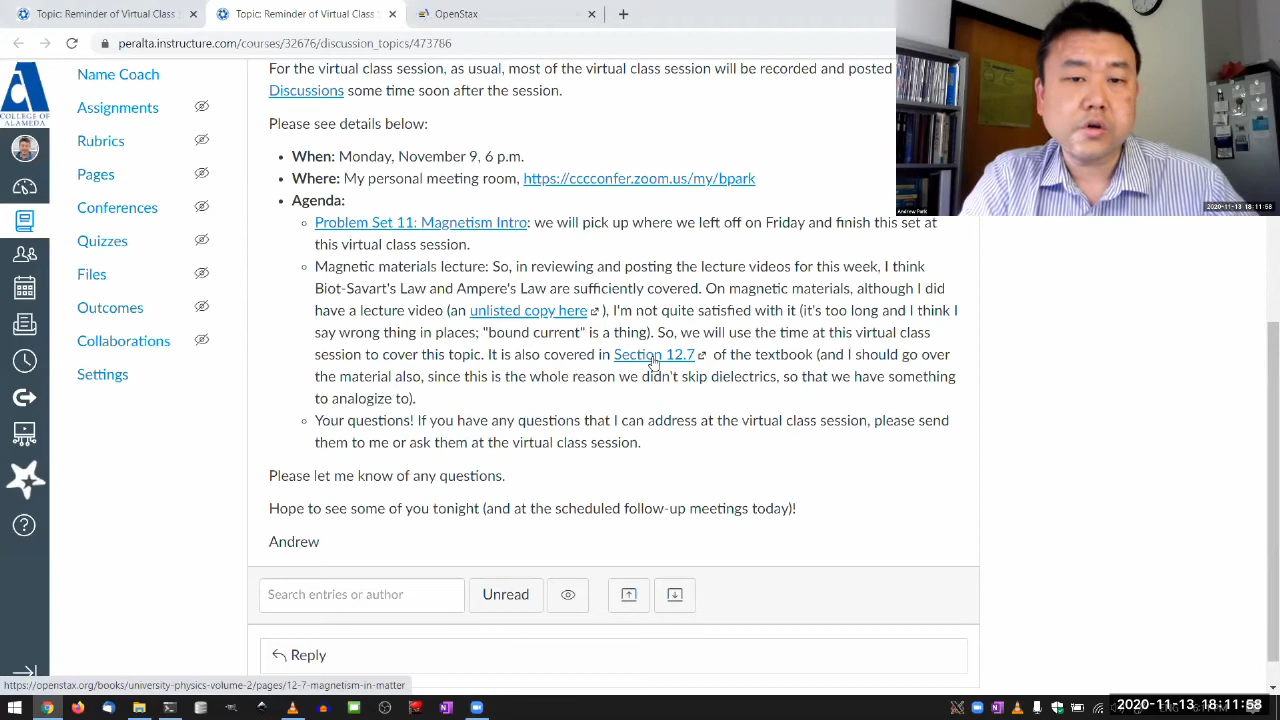 Topic: Reminder of Virtual Class S
Topic: Reminder of Virtual Class S
OpenStax
peralta.instructure.com/courses/32676/discussion_topics/473786
COLLEGE OF
ALAMEDA
Name Coach
Assignments
Rubrics
Pages
Conferences
Quizzes
Files
Outcomes
Collaborations
Settings
For the virtual class session, as usual, most of the virtual class session will be recorded and posted
Discussions some time soon after the session.
Please see details below:
• When: Monday, November 9, 6 p.m.
• Where: My personal meeting room, https://cccconfer.zoom.us/my/bpark
• Agenda:
◦ Problem Set 11: Magnetism Intro: we will pick up where we left off on Friday and finish this set at
this virtual class session.
◦ Magnetic materials lecture: So, in reviewing and posting the lecture videos for this week, I think
Biot-Savart's Law and Ampere's Law are sufficiently covered. On magnetic materials, although I did
have a lecture video (an unlisted copy here ), I'm not quite satisfied with it (it's too long and I think I
say wrong thing in places; "bound current" is a thing). So, we will use the time at this virtual class
session to cover this topic. It is also covered in Section 12.7 of the textbook (and I should go over
the material also, since this is the whole reason we didn't skip dielectrics, so that we have something
to analogize to).
◦ Your questions! If you have any questions that I can address at the virtual class session, please send
them to me or ask them at the virtual class session.
Please let me know of any questions.
Hope to see some of you tonight (and at the scheduled follow-up meetings today)!
Andrew
Search entries or author
Unread
Reply
https://openstax.org/books/university-physics-volume-2/pages/12-7-magnetism-in-matter
Andrew Park
2020-11-13 18:11:58
2020-11-13 18:11:58